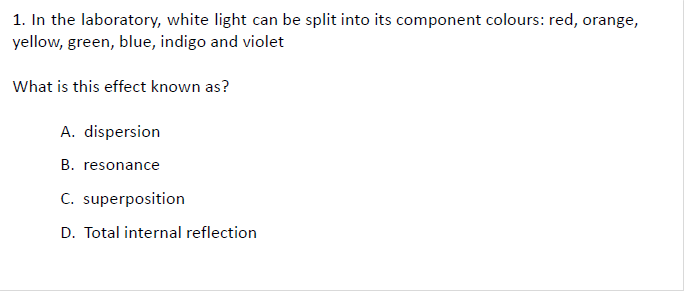 1. In the laboratory, white light can be split into its component colours: red, orange,
yellow, green, blue, indigo and violet
What is this effect known as?
A. dispersion
B. resonance
C. superposition
D. Total internal reflection